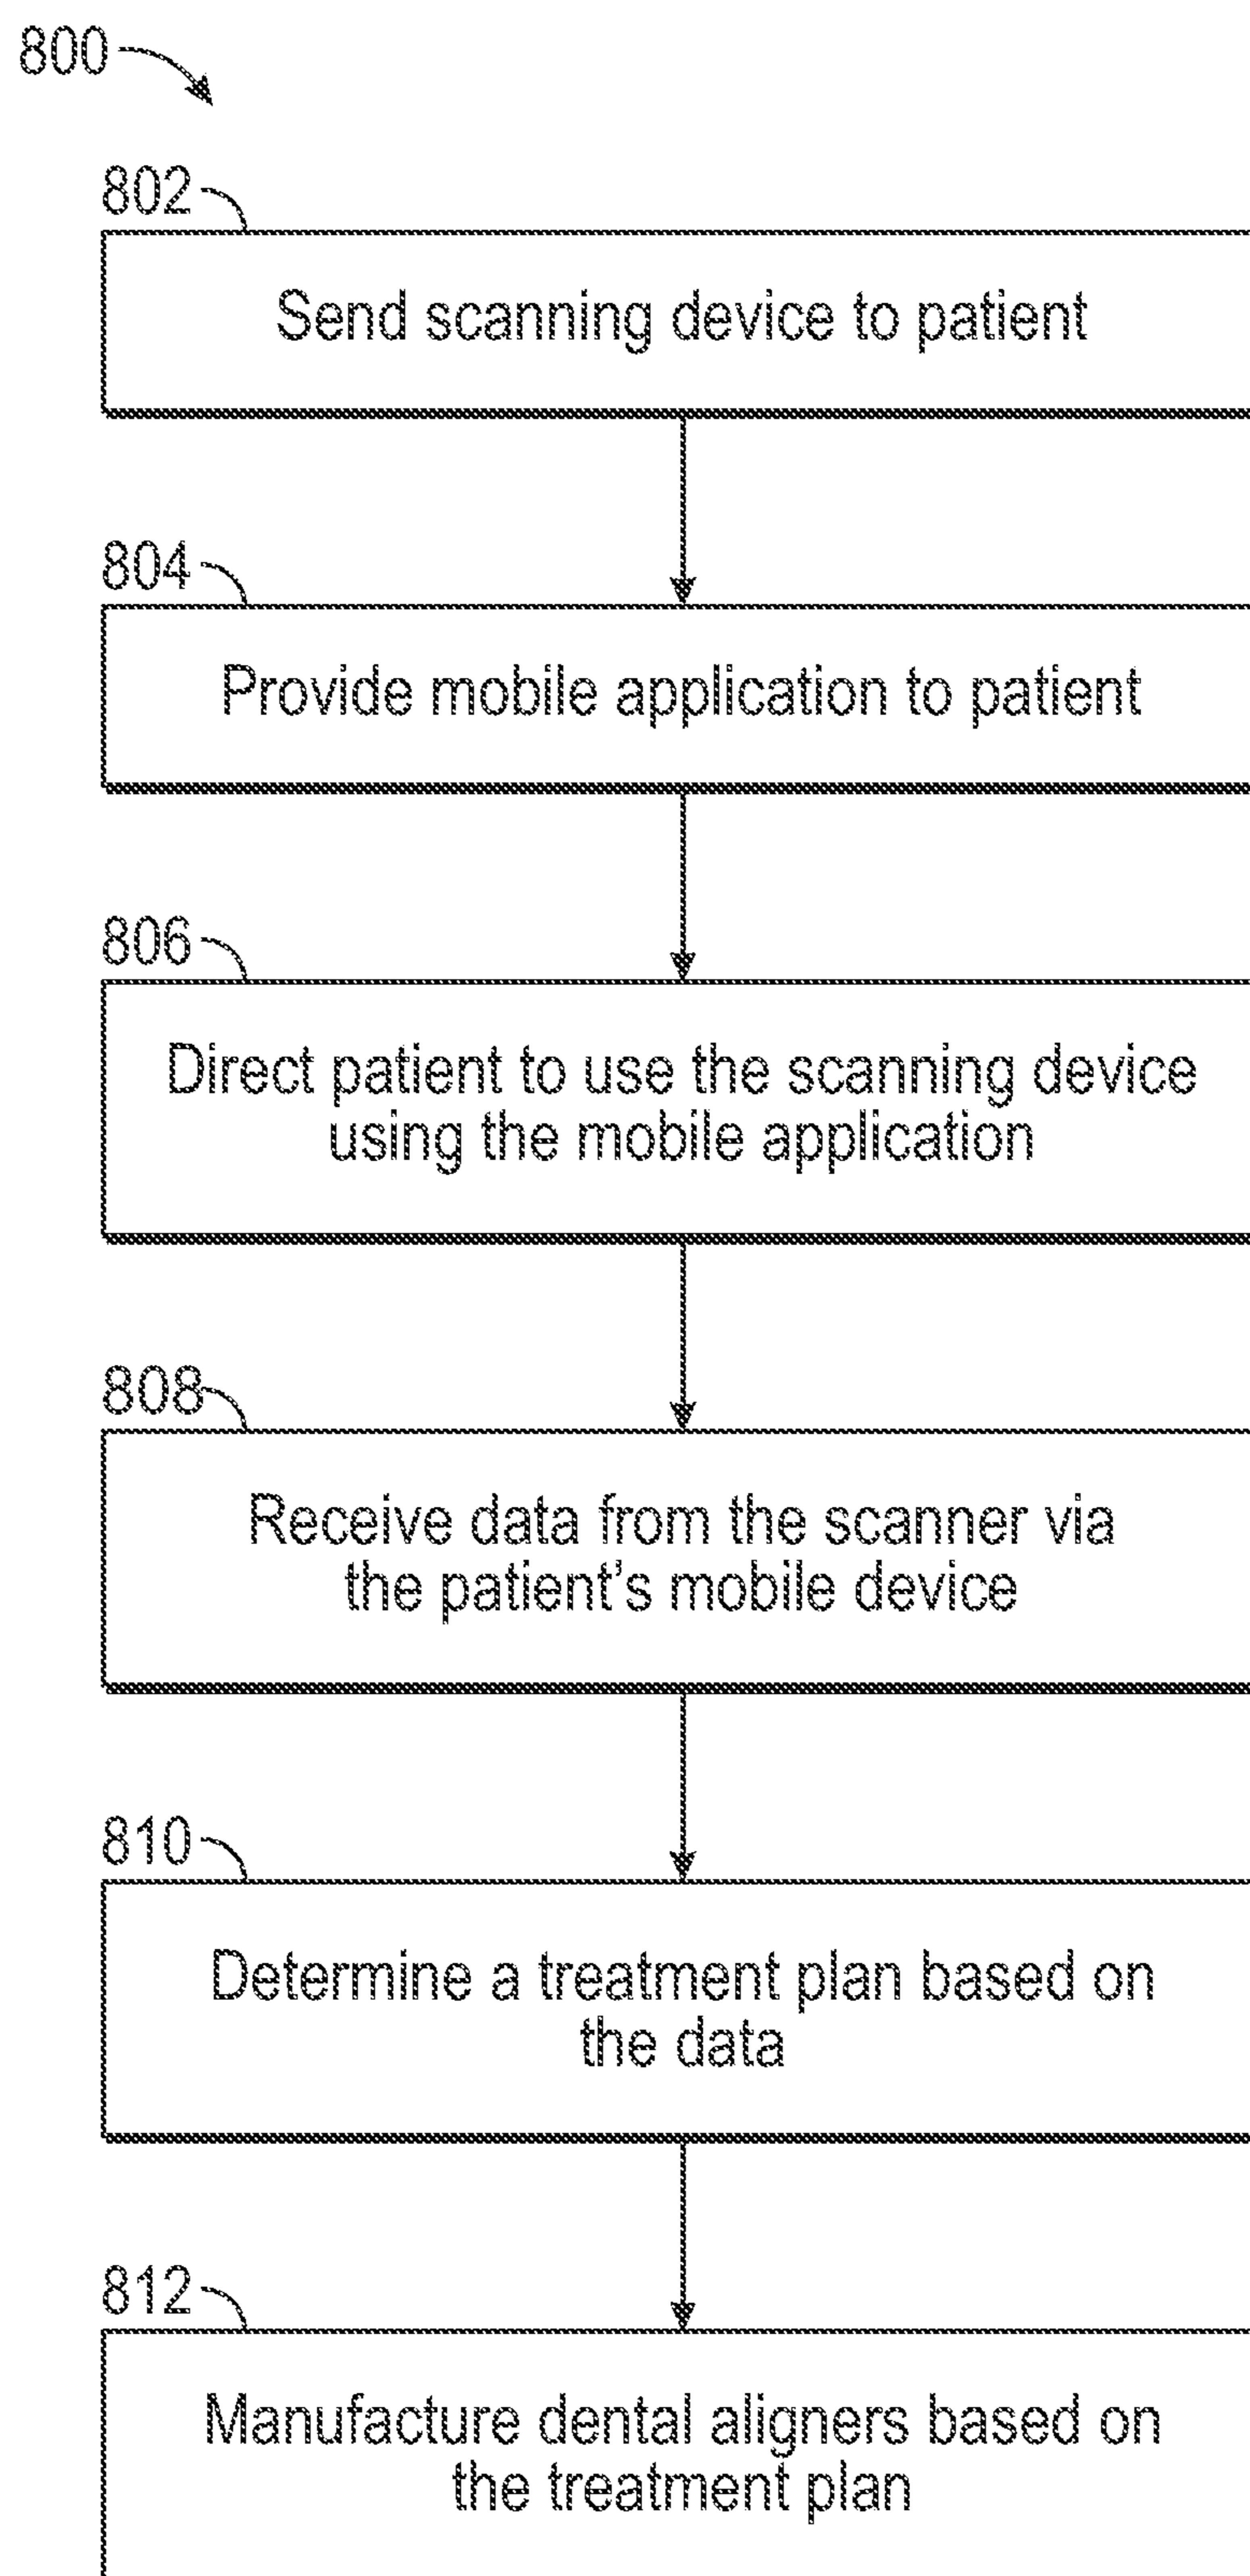 800
802
Send scanning device to patient
804
Provide mobile application to patient
806
Direct patient to use the scanning device
using the mobile application
808
Receive data from the scanner via
the patient's mobile device
810
Determine a treatment plan based on
the data
812
Manufacture dental aligners based on
the treatment plan